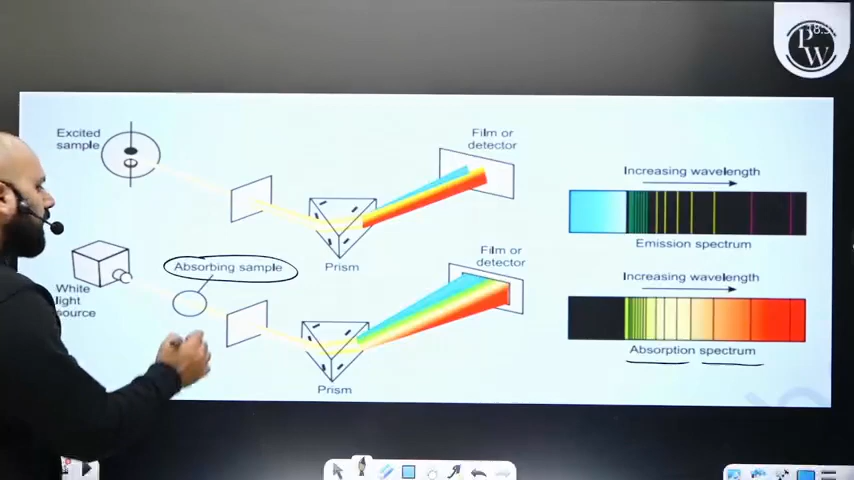 PW
Excited
sample
Film or
detector
Prism
Increasing wavelength
Emission spectrum
White
light
source
Absorbing sample
Film or
detector
Prism
Increasing wavelength
Absorption spectrum